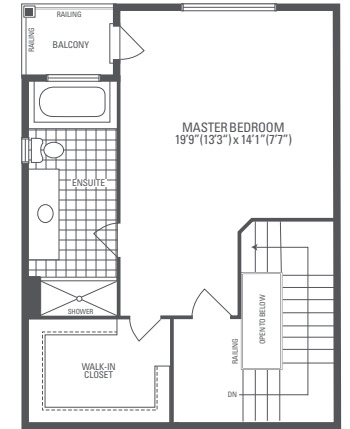 RAILING
RAILING
BALCONY
MASTER BEDROOM
19'9"(13'3") x 14'1"(7'7")
ENSUITE
SHOWER
WALK-IN
CLOSET
OPEN TO BELOW
RAILING
DN